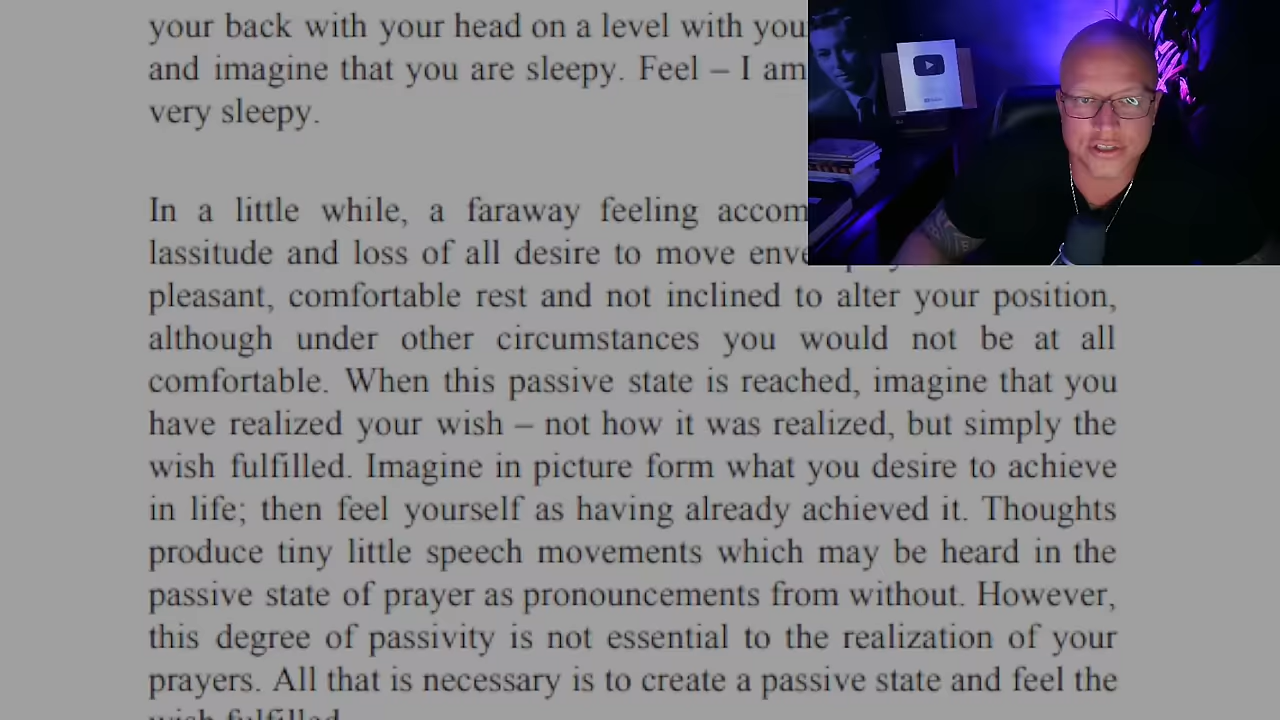 your back with your head on a level with
and imagine that you are sleepy. Feel – I am
very sleepy.
In a little while, a faraway feeling
lassitude and loss of all desire to move
pleasant, comfortable rest and not inclined to alter your position,
although under other circumstances you would not be at all
comfortable. When this passive state is reached, imagine that you
have realized your wish – not how it was realized, but simply the
wish fulfilled. Imagine in picture form what you desire to achieve
in life; then feel yourself as having already achieved it. Thoughts
produce tiny little speech movements which may be heard in the
passive state of prayer as pronouncements from without. However,
this degree of passivity is not essential to the realization of your
prayers. All that is necessary is to create a passive state and feel the
wish fulfilled.